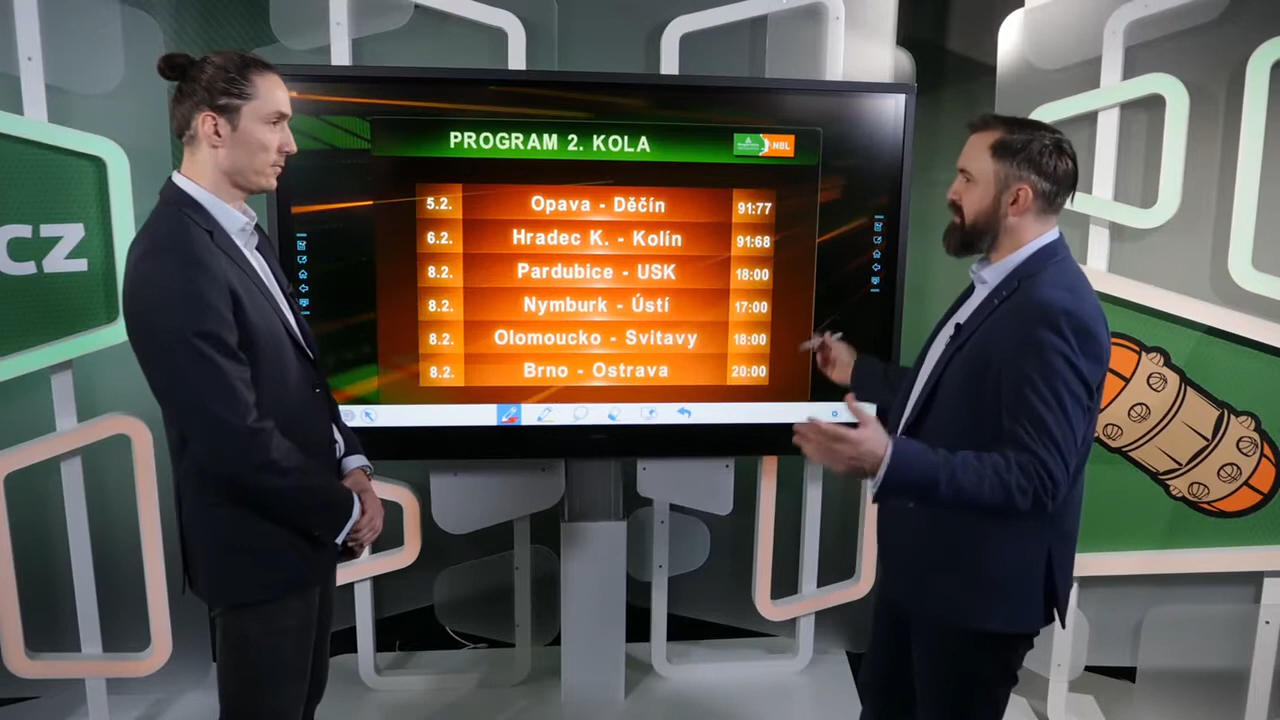 PROGRAM 2. KOLA
NBL
5.2. Opava - Děčín 91:77
6.2. Hradec K. - Kolín 91:68
8.2. Pardubice - USK 18:00
8.2. Nymburk - Ústí 17:00
8.2. Olomoucko - Svitavy 18:00
8.2. Brno - Ostrava 20:00
cz